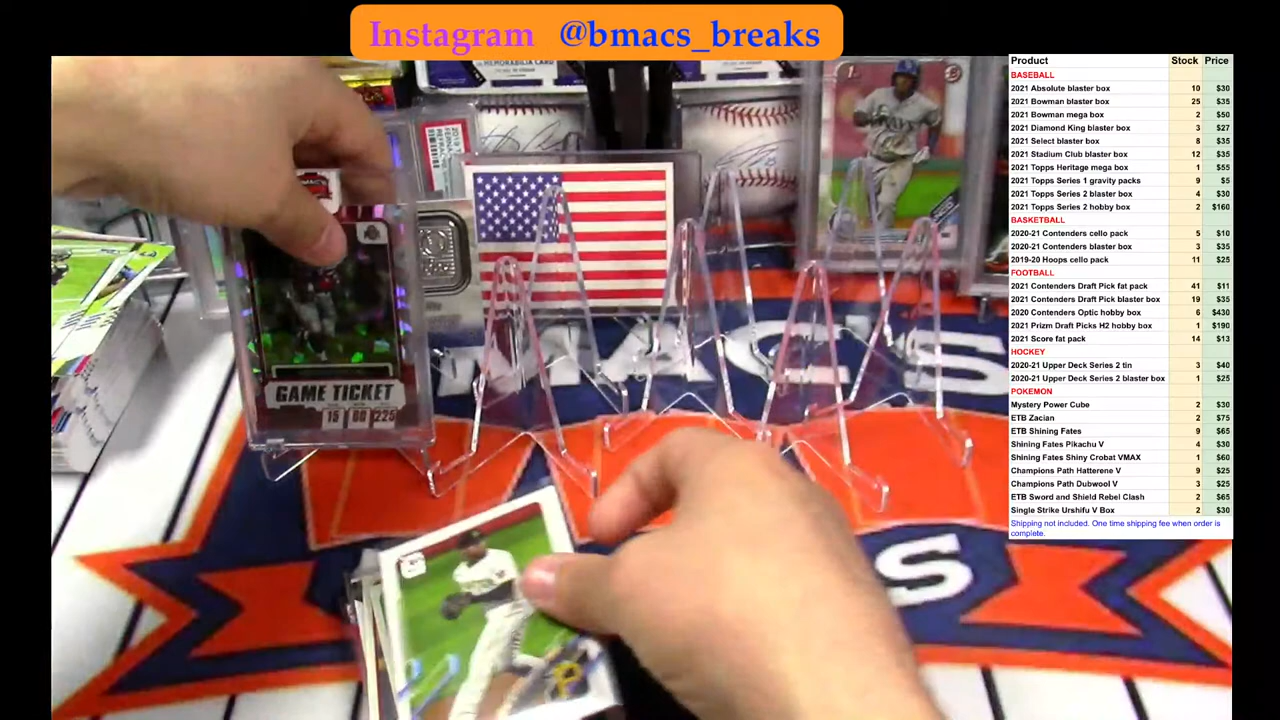 Instagram @bmacs_breaks
Product Stock Price
BASEBALL
2021 Absolute blaster box 10 $30
2021 Bowman blaster box 25 $35
2021 Bowman mega box 2 $50
2021 Diamond King blaster box 3 $27
2021 Select blaster box 8 $35
2021 Stadium Club blaster box 12 $35
2021 Topps Heritage mega box 1 $55
2021 Topps Series 1 gravity packs 9 $5
2021 Topps Series 2 blaster box 4 $30
2021 Topps Series 2 hobby box 2 $160
BASKETBALL
2020-21 Contenders cello pack 5 $10
2020-21 Contenders blaster box 3 $35
2019-20 Hoops cello pack 11 $25
FOOTBALL
2021 Contenders Draft Pick fat pack 41 $11
2021 Contenders Draft Pick blaster box 19 $35
2020 Contenders Optic hobby box 6 $430
2021 Prizm Draft Picks H2 hobby box 1 $190
2021 Score fat pack 14 $13
HOCKEY
2020-21 Upper Deck Series 2 tin 3 $40
2020-21 Upper Deck Series 2 blaster box 1 $25
POKEMON
Mystery Power Cube 2 $30
ETB Zacian 2 $75
ETB Shining Fates 9 $65
Shining Fates Pikachu V 4 $30
Shining Fates Shiny Crobat VMAX 1 $60
Champions Path Hatterene V 9 $25
Champions Path Dubwool V 3 $25
ETB Sword and Shield Rebel Clash 2 $65
Single Strike Urshifu V Box 2 $30
Shipping not included. One time shipping fee when order is
complete.
MEMORABILIA CARD
MAC'S
GAME TICKET
15 60 225
S